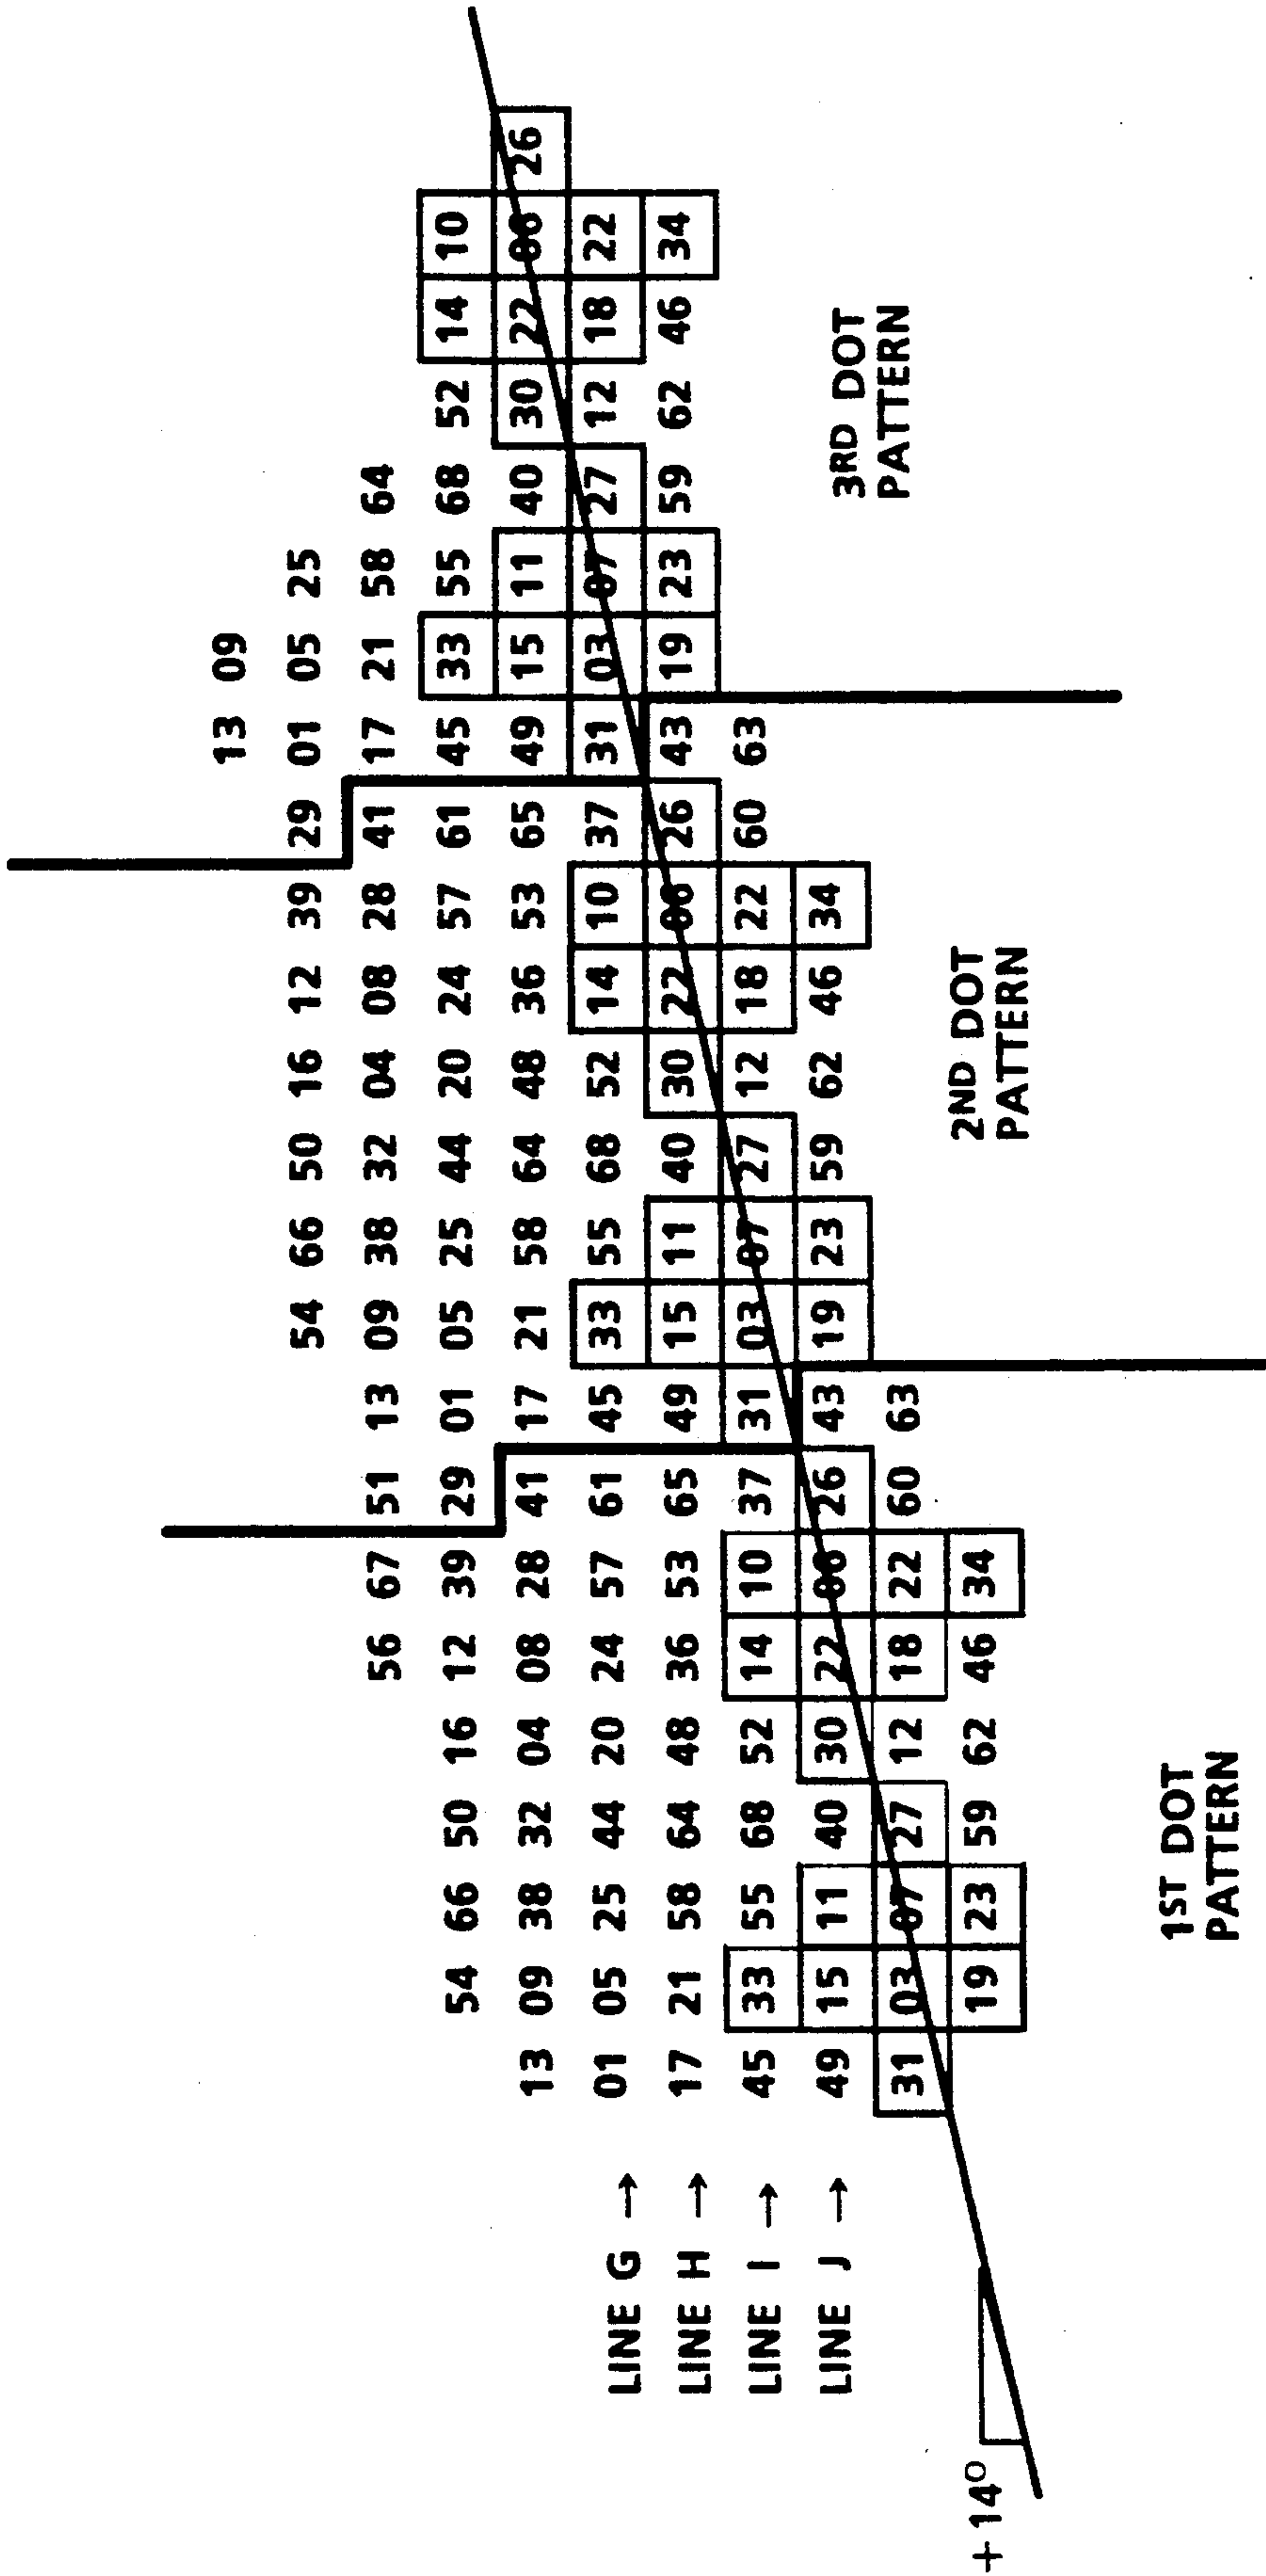 13 09
54 66 50 16 12 39 29 01 05 25
56 67 51 13 09 38 32 04 08 28 41 17 21 58 64
54 66 50 16 12 39 29 01 05 25 44 20 24 57 61 45 33 55 68 52 14 10
13 09 38 32 04 08 28 41 17 21 58 64 48 36 53 65 49 15 11 40 30 22 06 26
LINE G → 01 05 25 44 20 24 57 61 45 33 55 68 52 14 10 37 31 03 07 27 12 18 22
LINE H → 17 21 58 64 48 36 53 65 49 15 11 40 30 22 06 26 43 19 23 59 62 46 34
LINE I → 45 33 55 68 52 14 10 37 31 03 07 27 12 18 22 60 63
LINE J → 49 15 11 40 30 22 06 26 43 19 23 59 62 46 34
31 03 07 27 12 18 22 60 63
+14° 19 23 59 62 46 34
1ST DOT
PATTERN
2ND DOT
PATTERN
3RD DOT
PATTERN